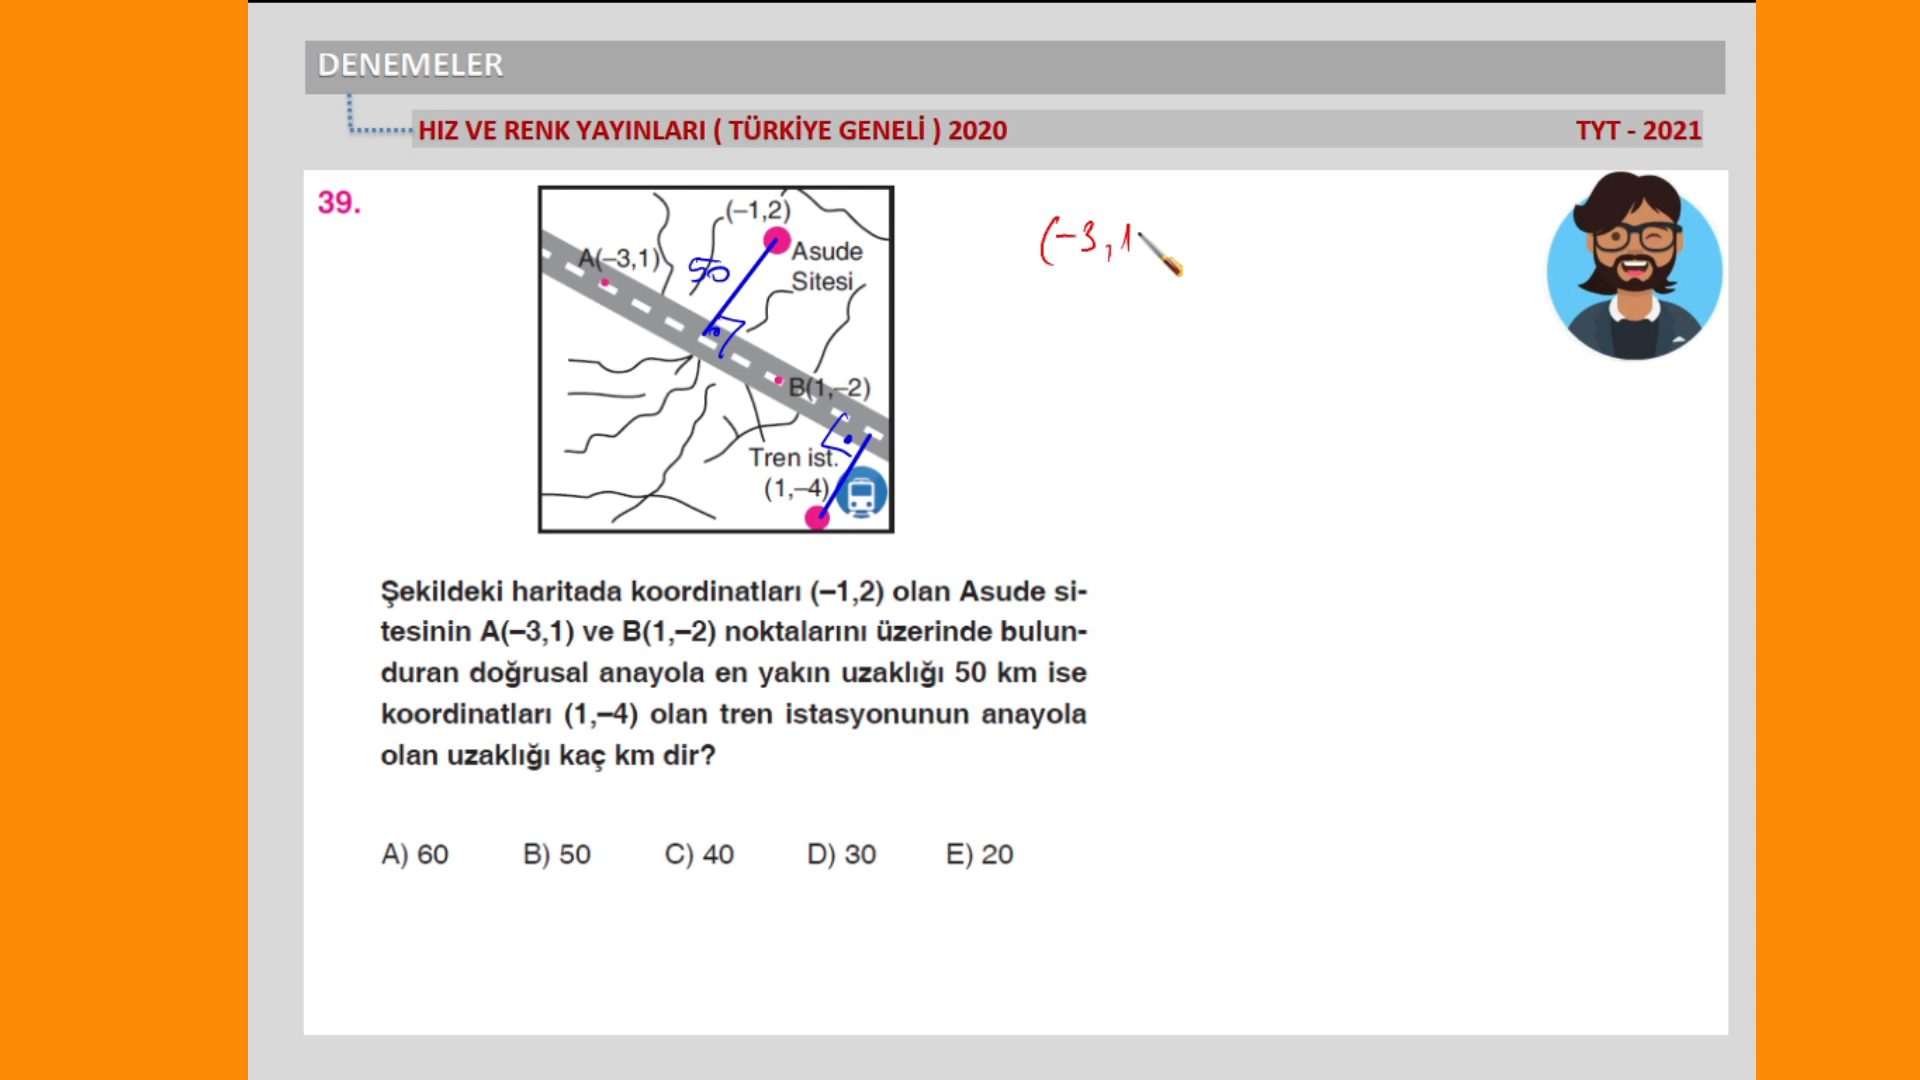 DENEMELER
HIZ VE RENK YAYINLARI ( TÜRKİYE GENELİ ) 2020
TYT - 2021
39.
(–1,2)
A(–3,1)
50
Asude
Sitesi
B(1,–2)
Tren ist.
(1,–4)
(-3,1
Şekildeki haritada koordinatları (–1,2) olan Asude si-
tesinin A(–3,1) ve B(1,–2) noktalarını üzerinde bulun-
duran doğrusal anayola en yakın uzaklığı 50 km ise
koordinatları (1,–4) olan tren istasyonunun anayola
olan uzaklığı kaç km dir?
A) 60 B) 50 C) 40 D) 30 E) 20